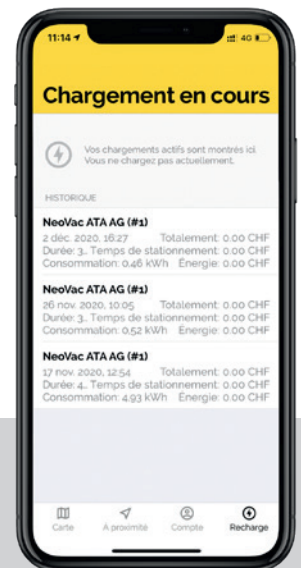 11:14
4G
Chargement en cours
Vos chargements actifs sont montrés ici
Vous ne chargez pas actuellement.
HISTORIQUE
NeoVac ATA AG (#1)
2 déc. 2020, 16:27 Totalement: 0.00 CHF
Durée: 3… Temps de stationnement: 0.00 CHF
Consommation: 0.46 kWh Énergie: 0.00 CHF
NeoVac ATA AG (#1)
26 nov. 2020, 10:05 Totalement: 0.00 CHF
Durée: 3… Temps de stationnement: 0.00 CHF
Consommation: 0.52 kWh Énergie: 0.00 CHF
NeoVac ATA AG (#1)
17 nov. 2020, 12:54 Totalement: 0.00 CHF
Durée: 4… Temps de stationnement: 0.00 CHF
Consommation: 4.93 kWh Énergie: 0.00 CHF
Carte A proximité Compte Recharge